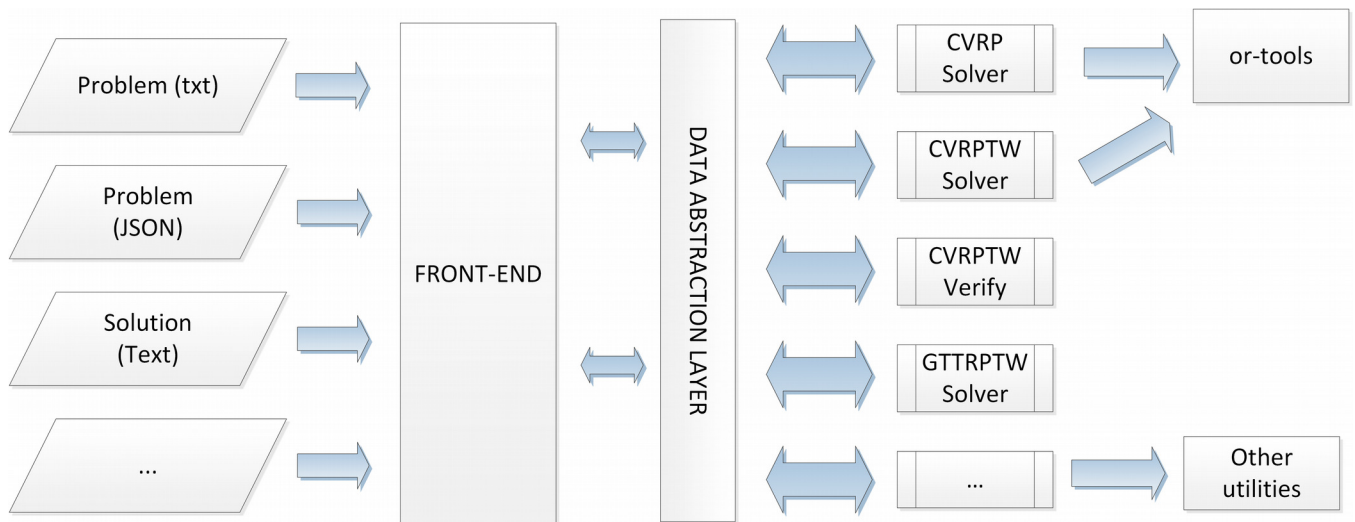 Problem (txt)
Problem
(JSON)
Solution
(Text)
...
FRONT-END
DATA ABSTRACTION LAYER
CVRP
Solver
CVRPTW
Solver
CVRPTW
Verify
GTTRPTW
Solver
...
or-tools
Other
utilities